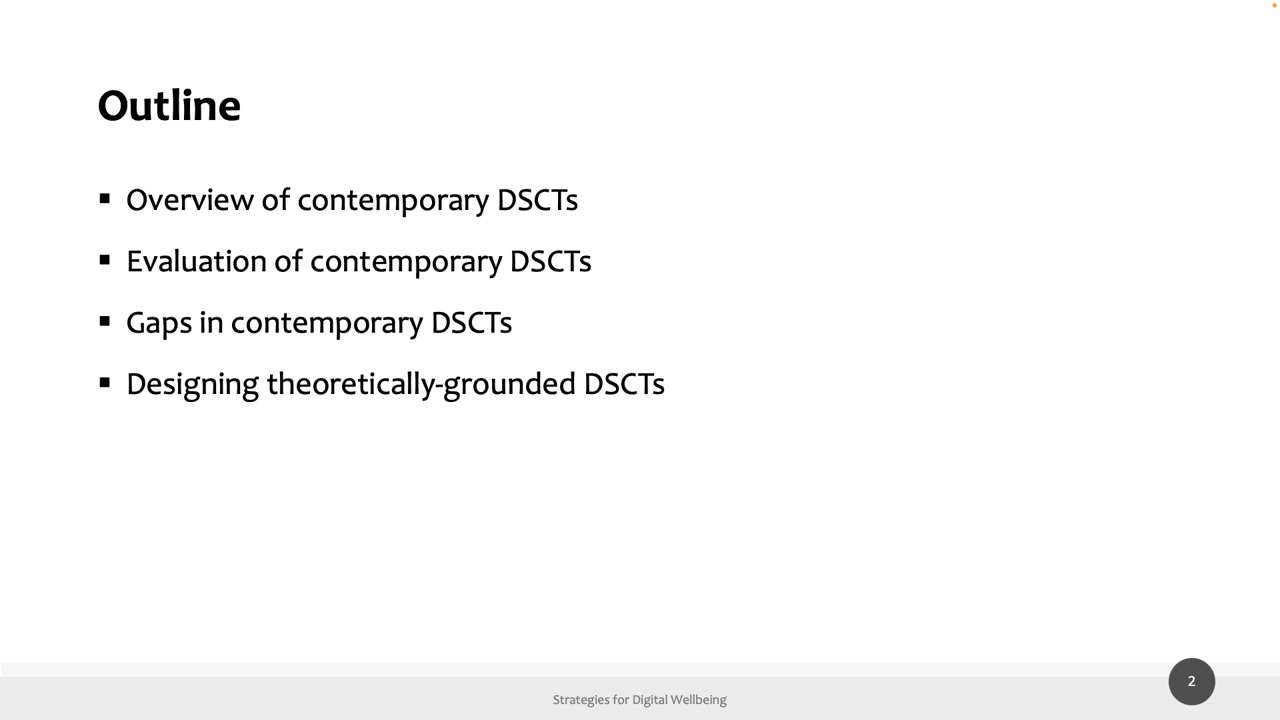 Outline
▪ Overview of contemporary DSCTs
▪ Evaluation of contemporary DSCTs
▪ Gaps in contemporary DSCTs
▪ Designing theoretically-grounded DSCTs
Strategies for Digital Wellbeing
2